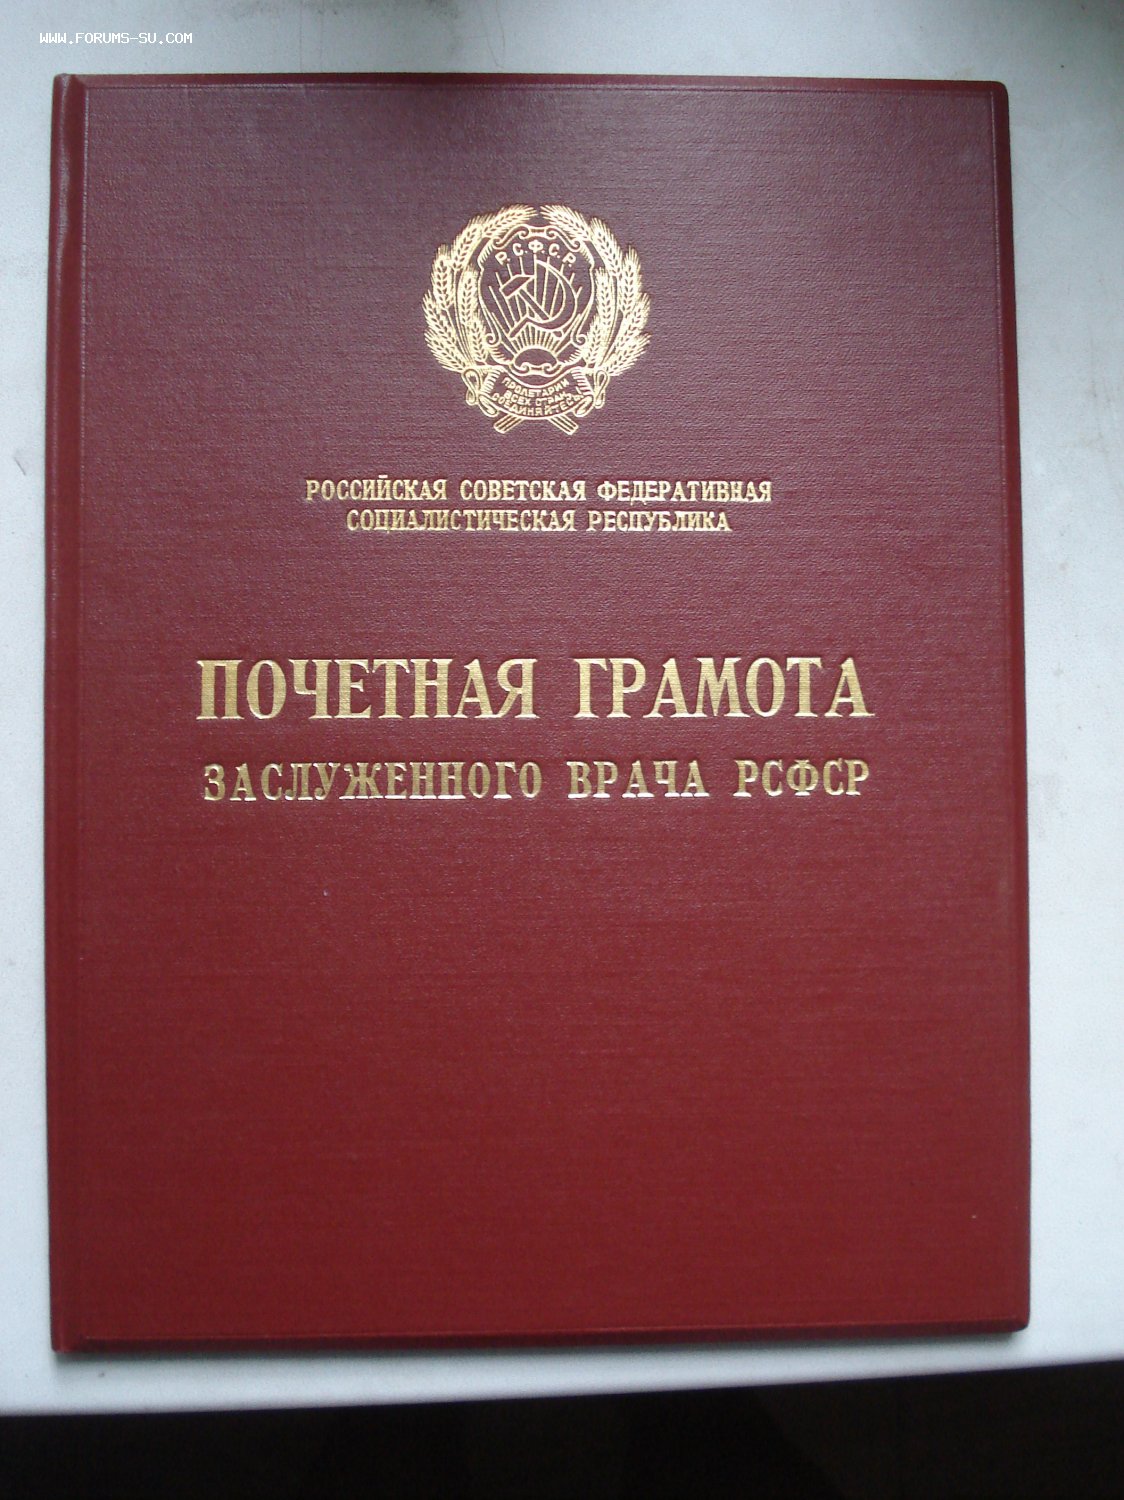 WWW.FORUMS-SU.COM
Р.С.Ф.С.Р.
ПРОЛЕТАРИИ
ВСЕХ СТРАН,
СОЕДИНЯЙТЕСЬ!
РОССИЙСКАЯ СОВЕТСКАЯ ФЕДЕРАТИВНАЯ
СОЦИАЛИСТИЧЕСКАЯ РЕСПУБЛИКА
ПОЧЕТНАЯ ГРАМОТА
ЗАСЛУЖЕННОГО ВРАЧА РСФСР